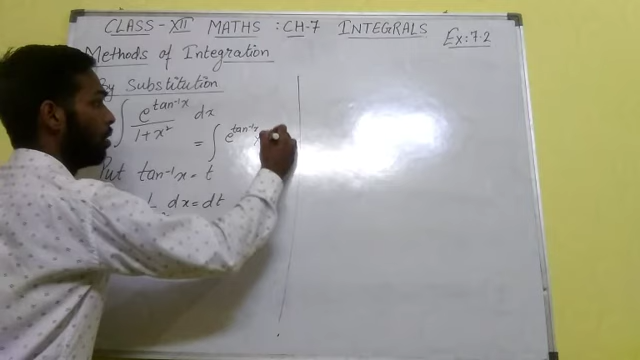 CLASS - XII MATHS : CH-7 INTEGRALS Ex: 7.2
Methods of Integration
By Substitution
∫ e^(tan⁻¹x) / 1+x² dx
= ∫ e^(tan⁻¹x) ×
Put tan⁻¹x = t
dx = dt